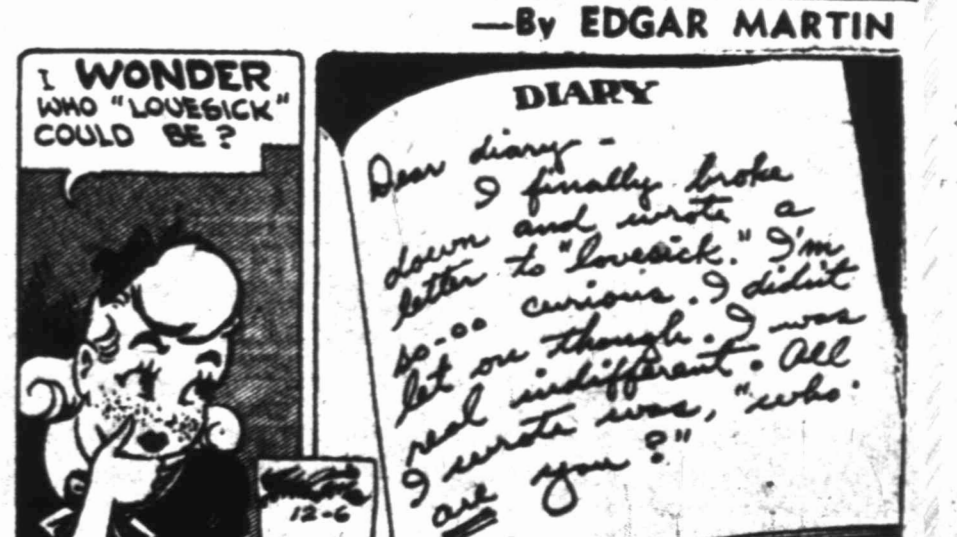 —By EDGAR MARTIN
I WONDER
WHO "LOVESICK"
COULD BE?
DIARY
Dear diary -
I finally broke
down and wrote a
letter to "lovesick." I'm
so-oo curious. I didn't
let on though. I was
real indifferent. All
I wrote was, "who
are you?"
12-6